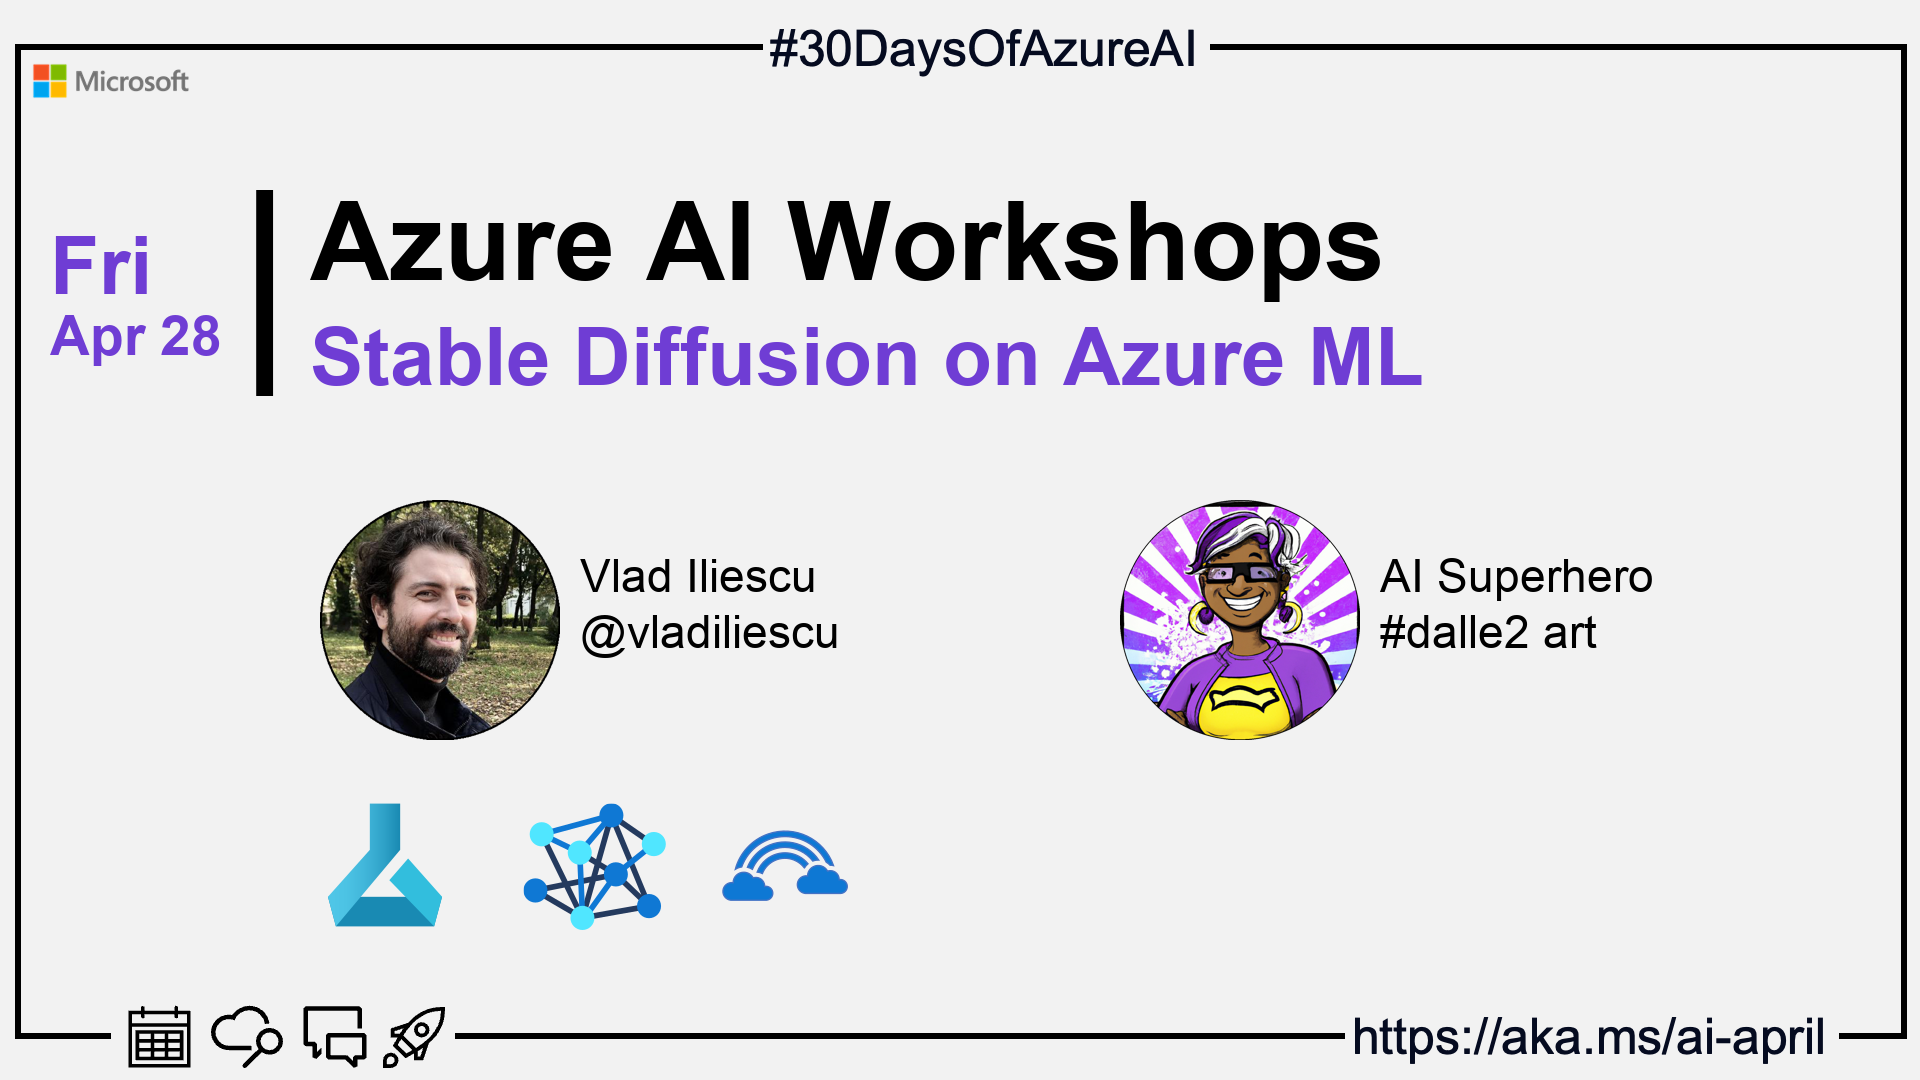 #30DaysOfAzureAI
Microsoft
Fri
Apr 28
Azure AI Workshops
Stable Diffusion on Azure ML
Vlad Iliescu
@vladiliescu
AI Superhero
#dalle2 art
https://aka.ms/ai-april